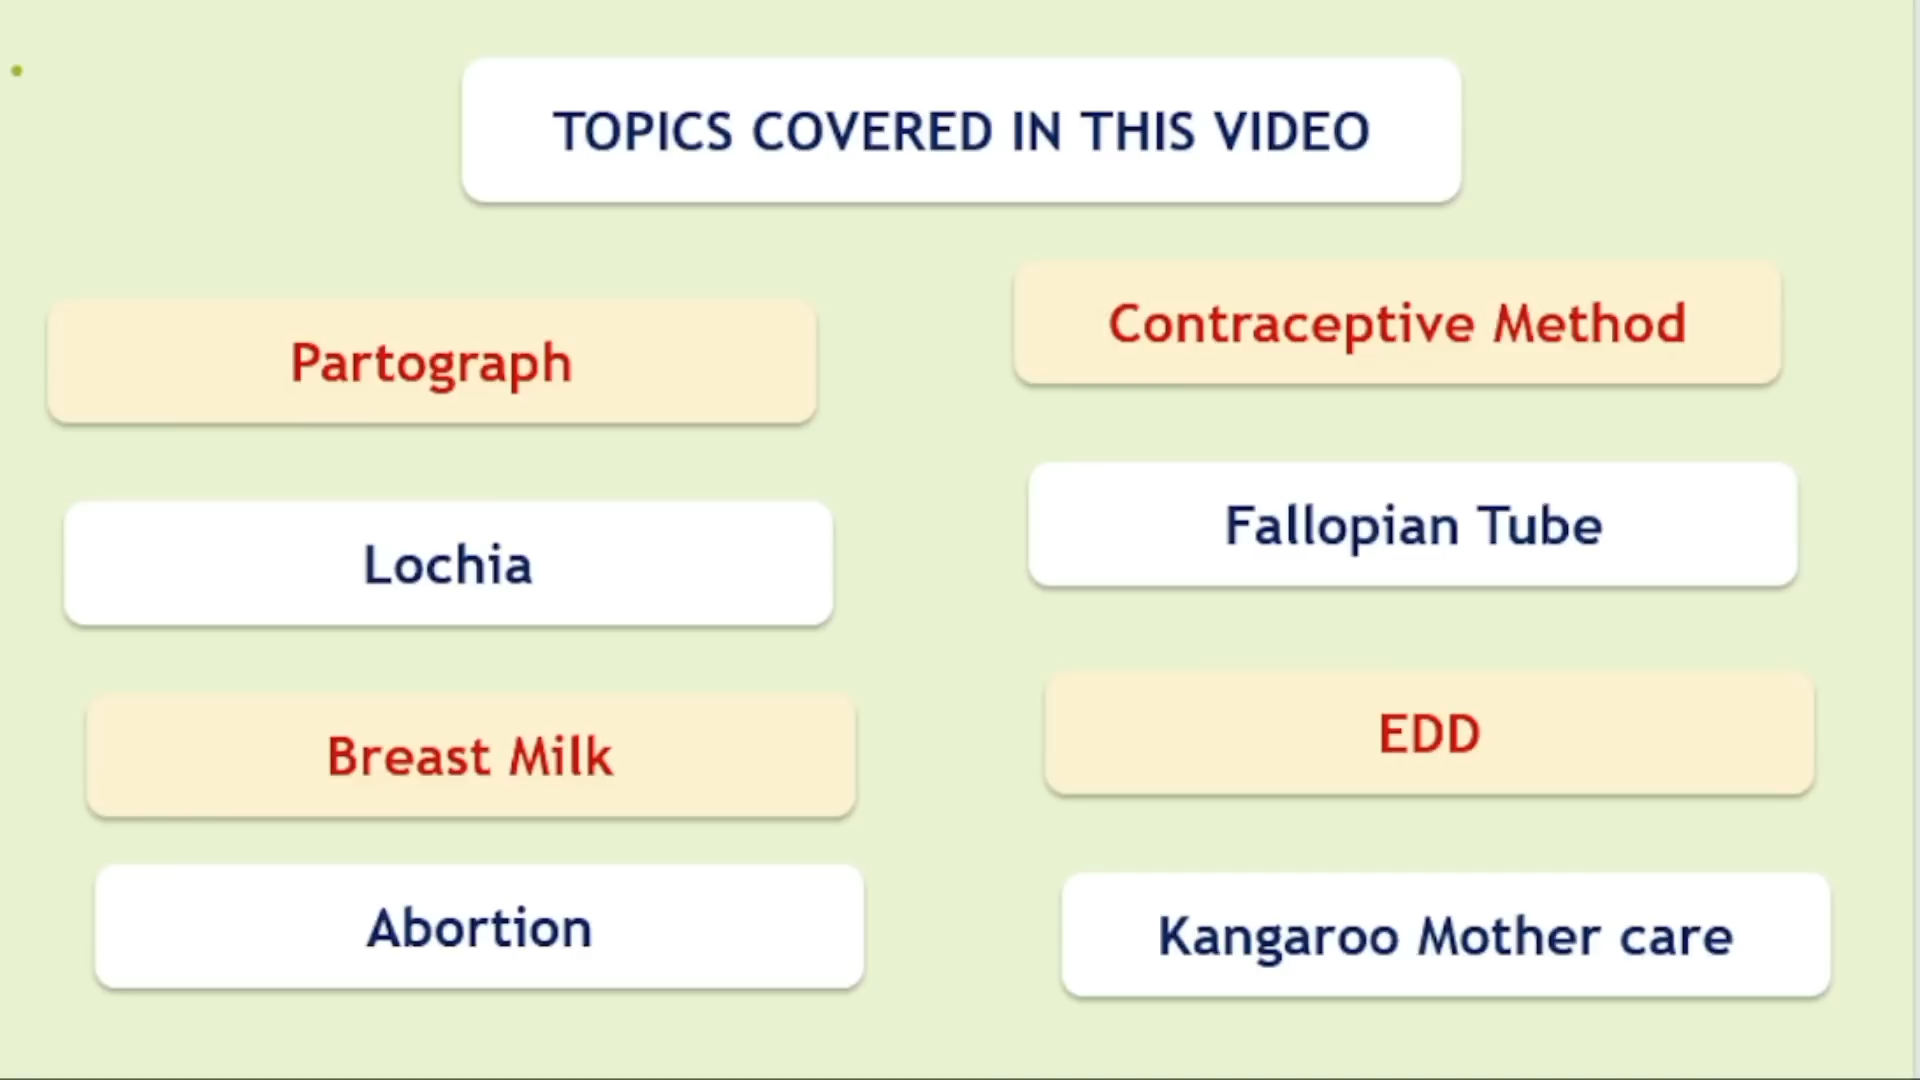 TOPICS COVERED IN THIS VIDEO
Partograph
Lochia
Breast Milk
Abortion
Contraceptive Method
Fallopian Tube
EDD
Kangaroo Mother care